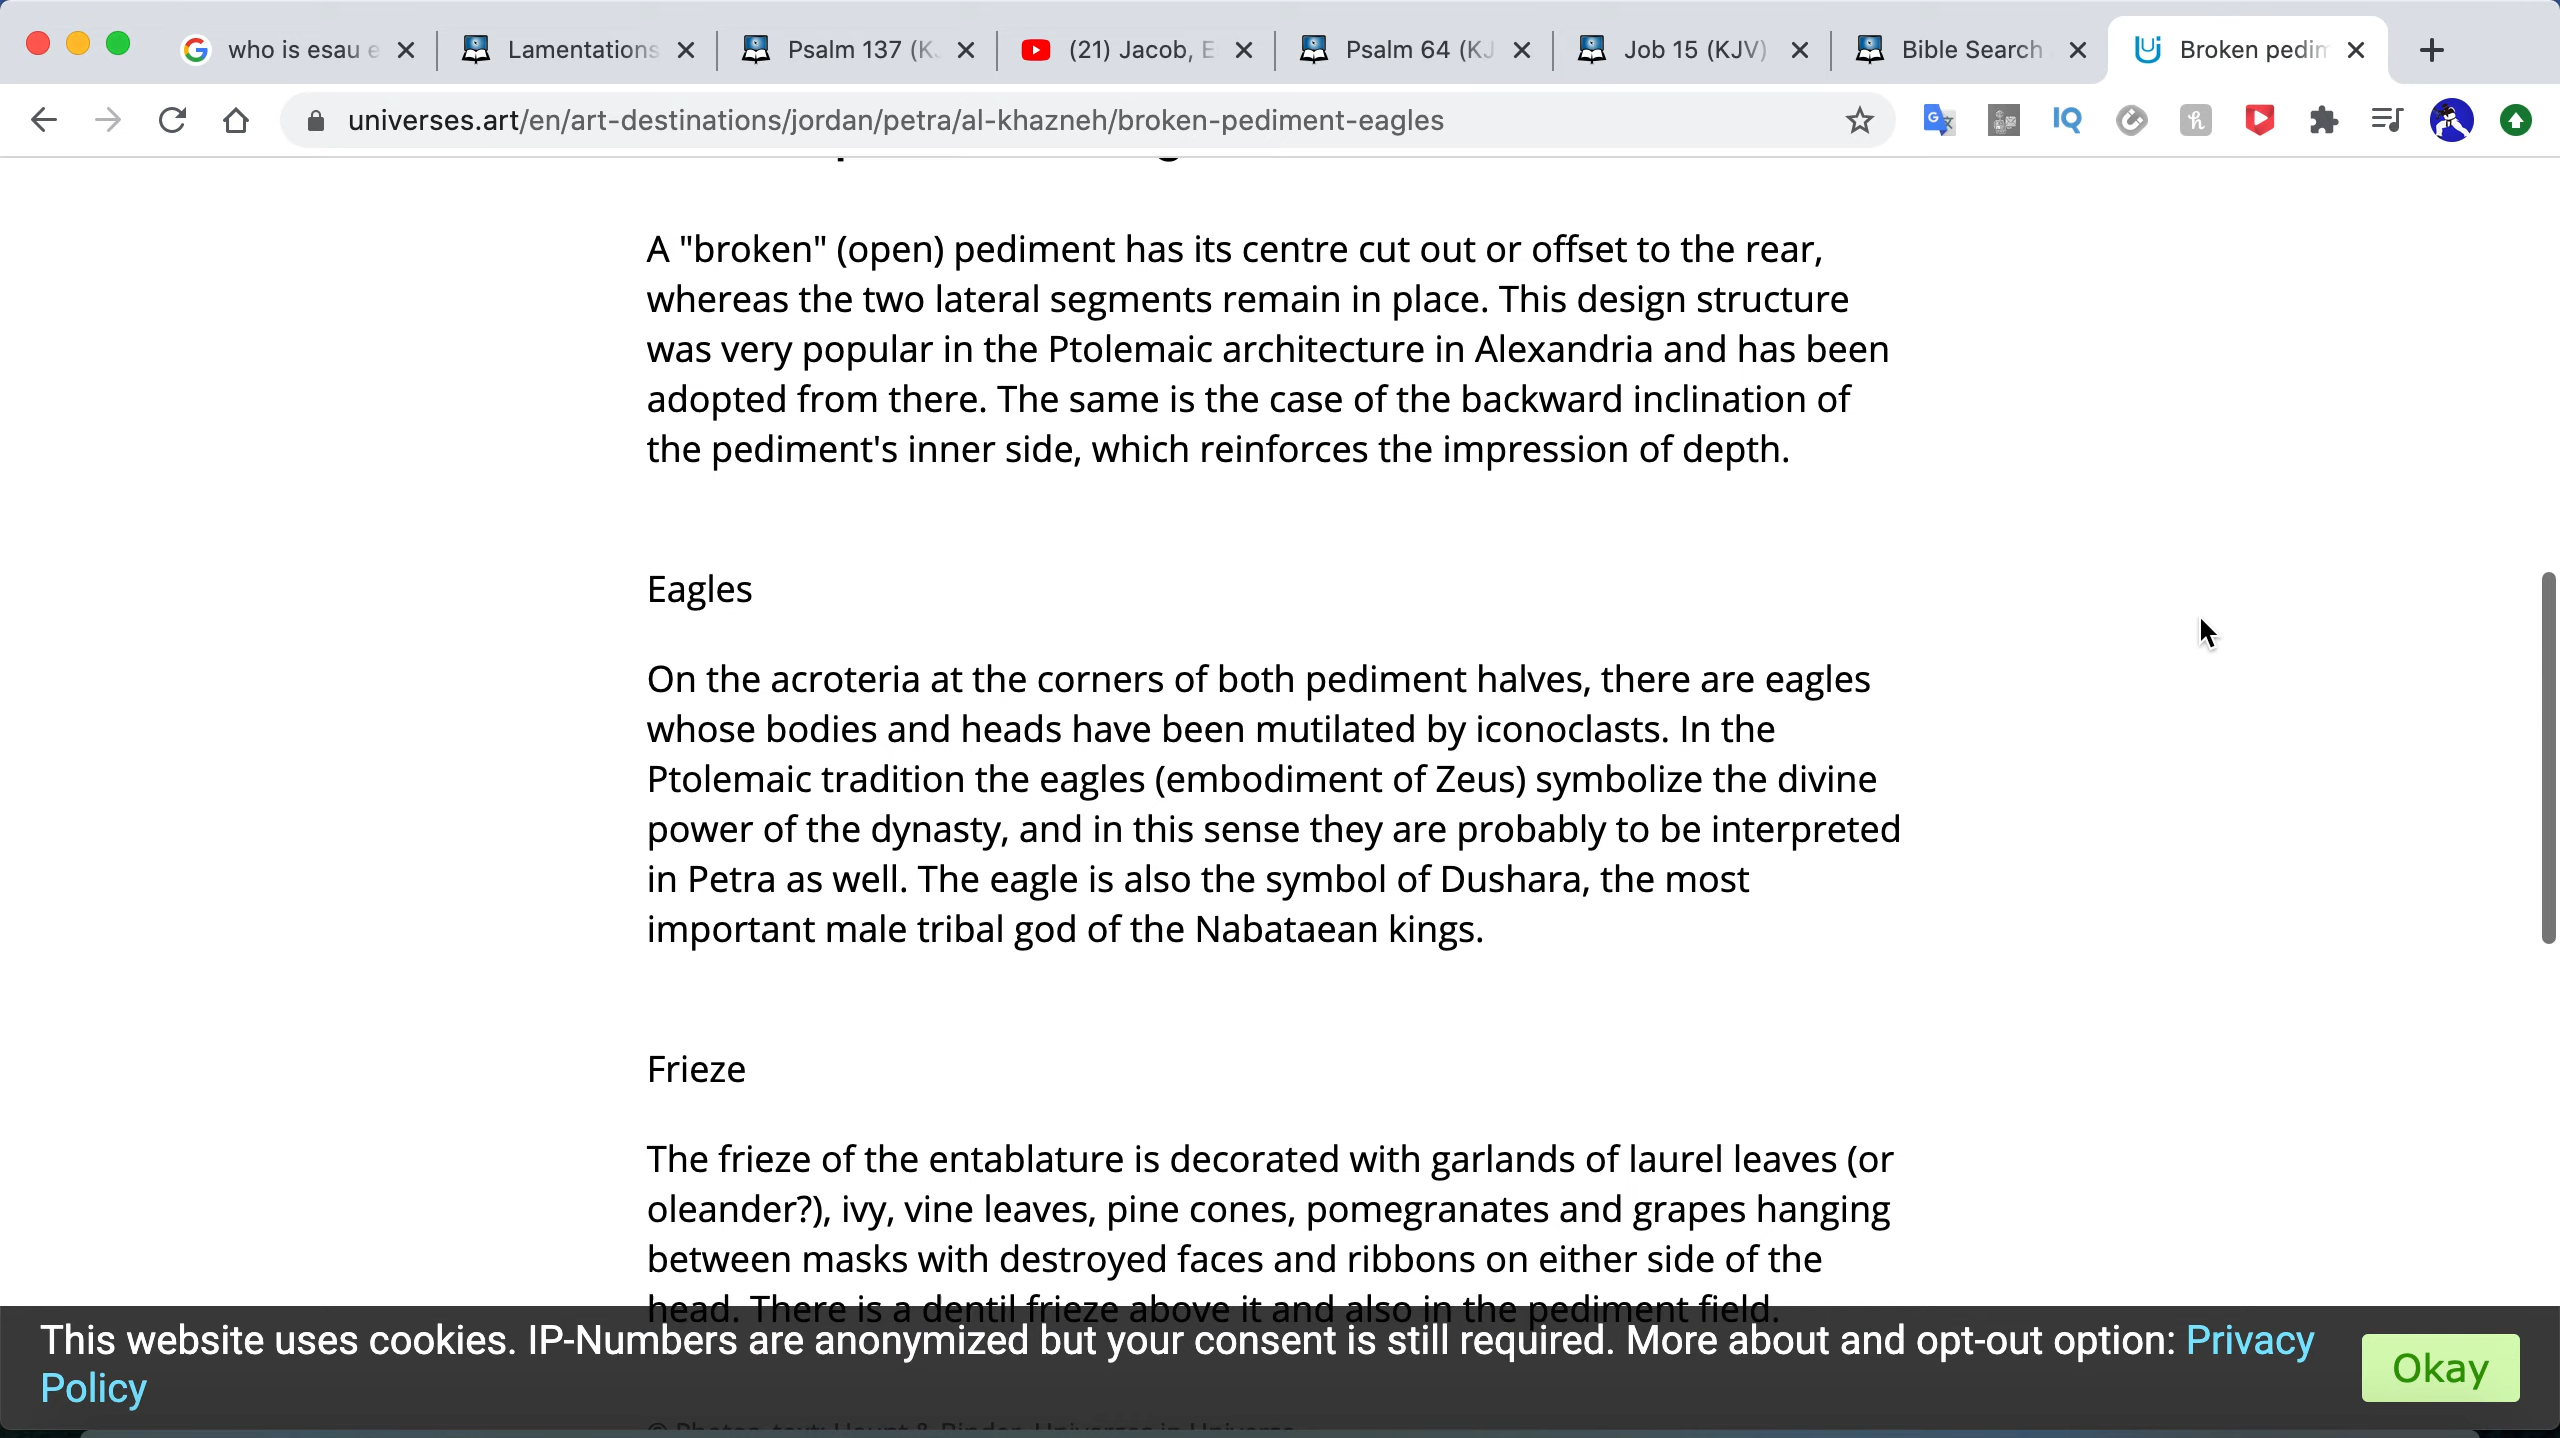 who is esau e
Lamentations
Psalm 137 (K
(21) Jacob, E
Psalm 64 (KJ
Job 15 (KJV)
Bible Search
Broken pedim
universes.art/en/art-destinations/jordan/petra/al-khazneh/broken-pediment-eagles
A "broken" (open) pediment has its centre cut out or offset to the rear,
whereas the two lateral segments remain in place. This design structure
was very popular in the Ptolemaic architecture in Alexandria and has been
adopted from there. The same is the case of the backward inclination of
the pediment's inner side, which reinforces the impression of depth.
Eagles
On the acroteria at the corners of both pediment halves, there are eagles
whose bodies and heads have been mutilated by iconoclasts. In the
Ptolemaic tradition the eagles (embodiment of Zeus) symbolize the divine
power of the dynasty, and in this sense they are probably to be interpreted
in Petra as well. The eagle is also the symbol of Dushara, the most
important male tribal god of the Nabataean kings.
Frieze
The frieze of the entablature is decorated with garlands of laurel leaves (or
oleander?), ivy, vine leaves, pine cones, pomegranates and grapes hanging
between masks with destroyed faces and ribbons on either side of the
head. There is a dentil frieze above it and also in the pediment field.
This website uses cookies. IP-Numbers are anonymized but your consent is still required. More about and opt-out option: Privacy
Policy
Okay